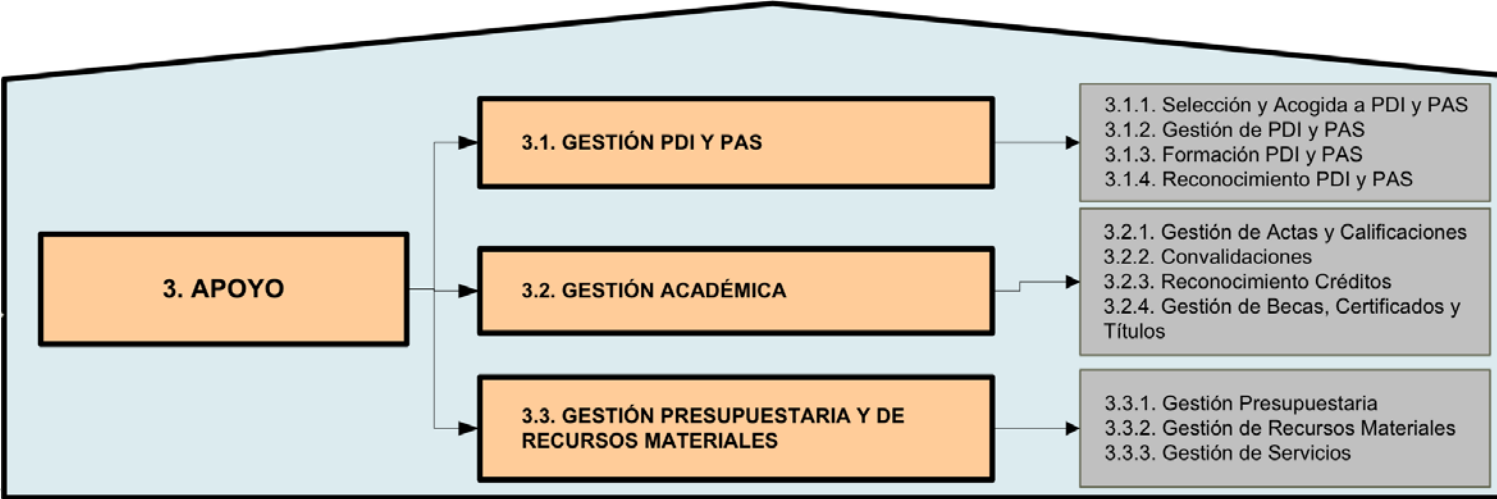 3. APOYO
3.1. GESTIÓN PDI Y PAS
3.1.1. Selección y Acogida a PDI y PAS
3.1.2. Gestión de PDI y PAS
3.1.3. Formación PDI y PAS
3.1.4. Reconocimiento PDI y PAS
3.2. GESTIÓN ACADÉMICA
3.2.1. Gestión de Actas y Calificaciones
3.2.2. Convalidaciones
3.2.3. Reconocimiento Créditos
3.2.4. Gestión de Becas, Certificados y
Títulos
3.3. GESTIÓN PRESUPUESTARIA Y DE
RECURSOS MATERIALES
3.3.1. Gestión Presupuestaria
3.3.2. Gestión de Recursos Materiales
3.3.3. Gestión de Servicios